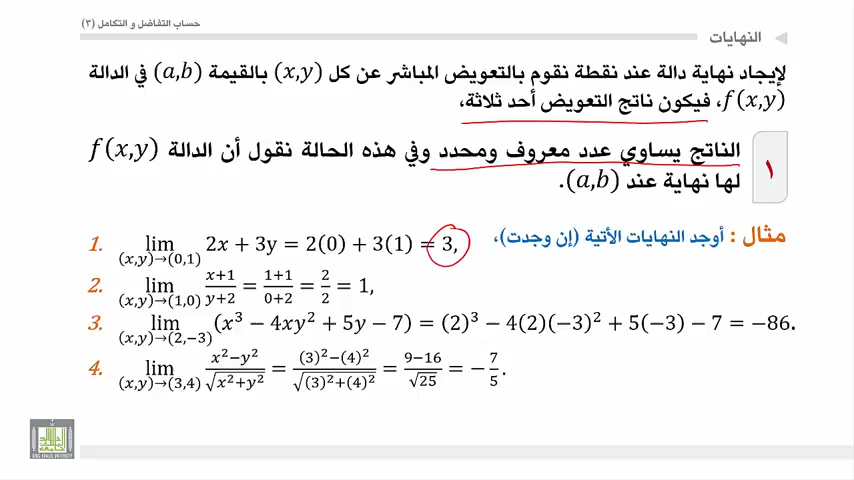 حساب التفاضل و التكامل (٣)
النهايات
لإيجاد نهاية دالة عند نقطة نقوم بالتعويض المباشر عن كل (x,y) بالقيمة (a,b) في الدالة
f(x,y)، فيكون ناتج التعويض أحد ثلاثة،
١
الناتج يساوي عدد معروف ومحدد وفي هذه الحالة نقول أن الدالة f(x,y)
لها نهاية عند (a,b).
مثال : أوجد النهايات الأتية (إن وجدت)،
1. lim_{(x,y)→(0,1)} 2x + 3y = 2(0) + 3(1) = 3,
2. lim_{(x,y)→(1,0)} (x+1)/(y+2) = (1+1)/(0+2) = 2/2 = 1,
3. lim_{(x,y)→(2,−3)} (x³ − 4xy² + 5y − 7) = (2)³ − 4(2)(−3)² + 5(−3) − 7 = −86.
4. lim_{(x,y)→(3,4)} (x²−y²)/√(x²+y²) = ((3)²−(4)²)/√((3)²+(4)²) = (9−16)/√25 = −7/5.